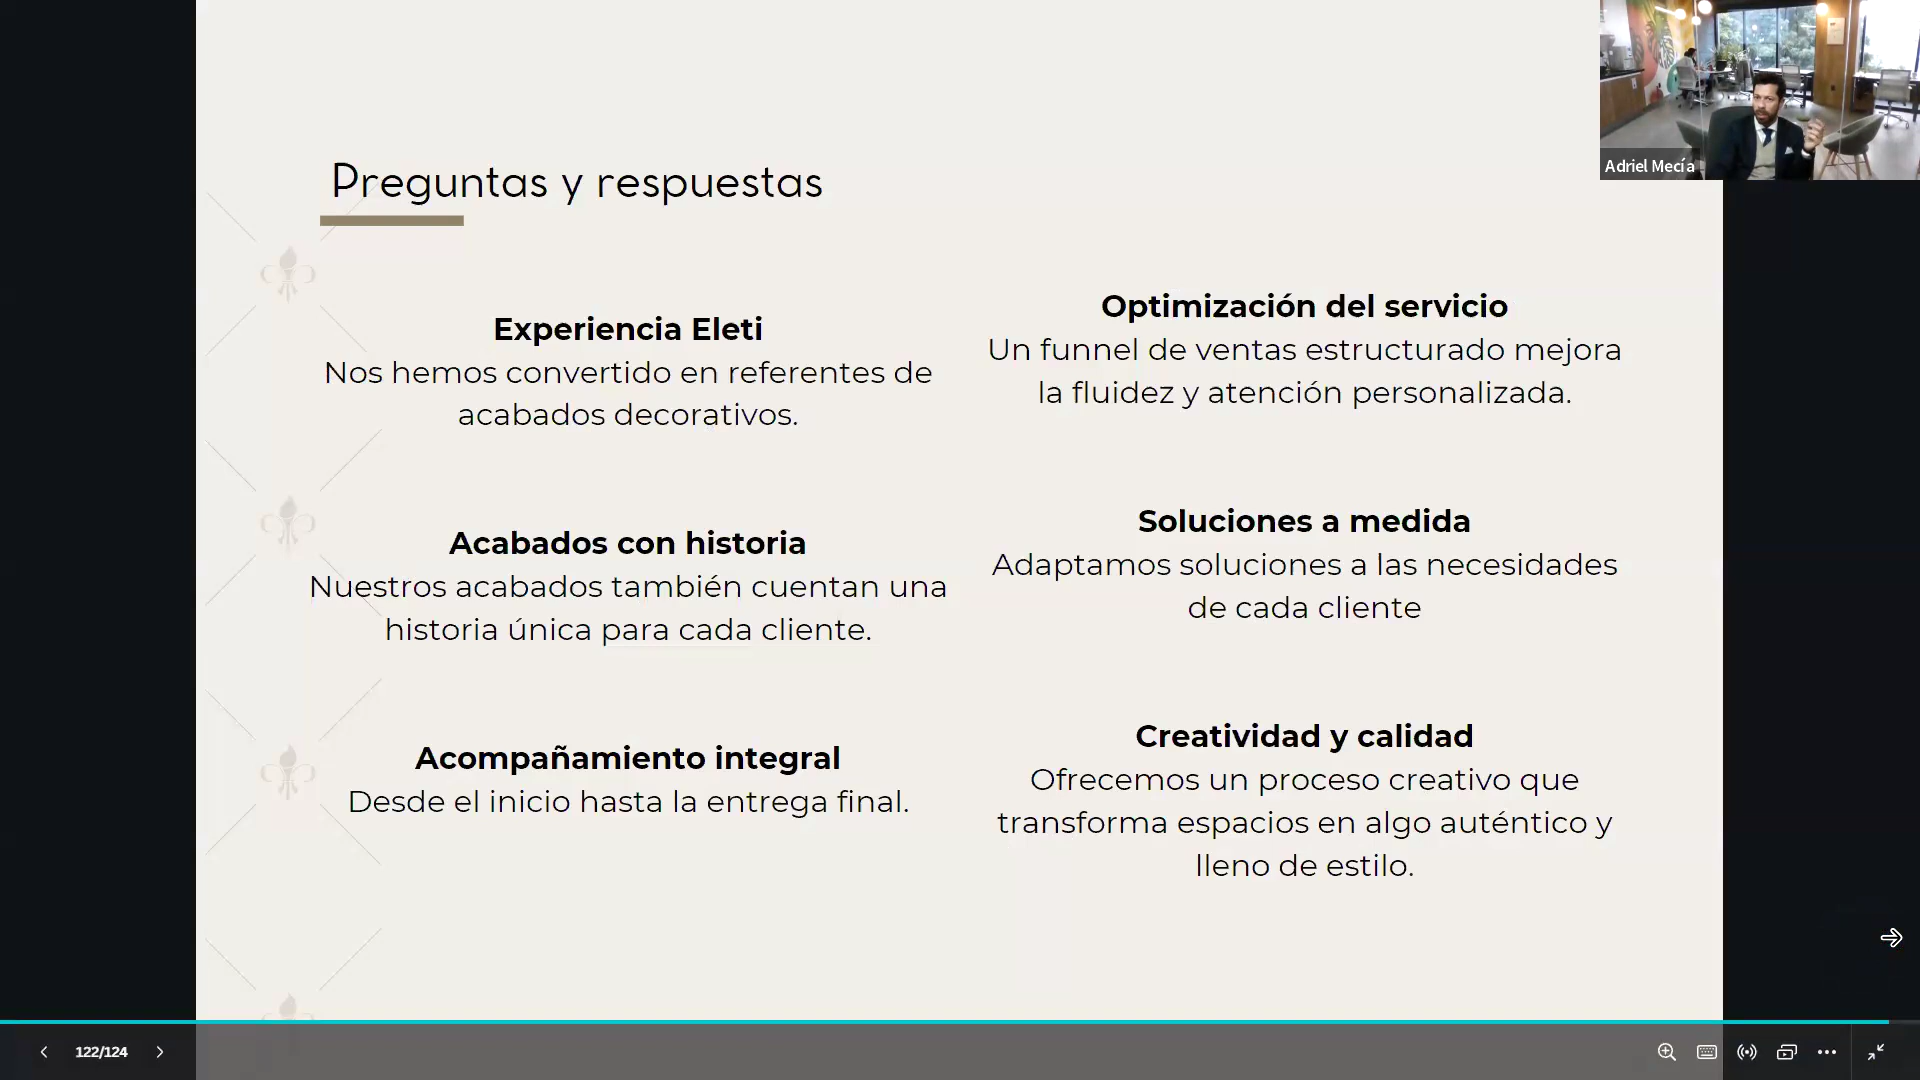 Adriel Mecía
Preguntas y respuestas
Experiencia Eleti
Nos hemos convertido en referentes de
acabados decorativos.
Acabados con historia
Nuestros acabados también cuentan una
historia única para cada cliente.
Acompañamiento integral
Desde el inicio hasta la entrega final.
Optimización del servicio
Un funnel de ventas estructurado mejora
la fluidez y atención personalizada.
Soluciones a medida
Adaptamos soluciones a las necesidades
de cada cliente
Creatividad y calidad
Ofrecemos un proceso creativo que
transforma espacios en algo auténtico y
lleno de estilo.
122/124